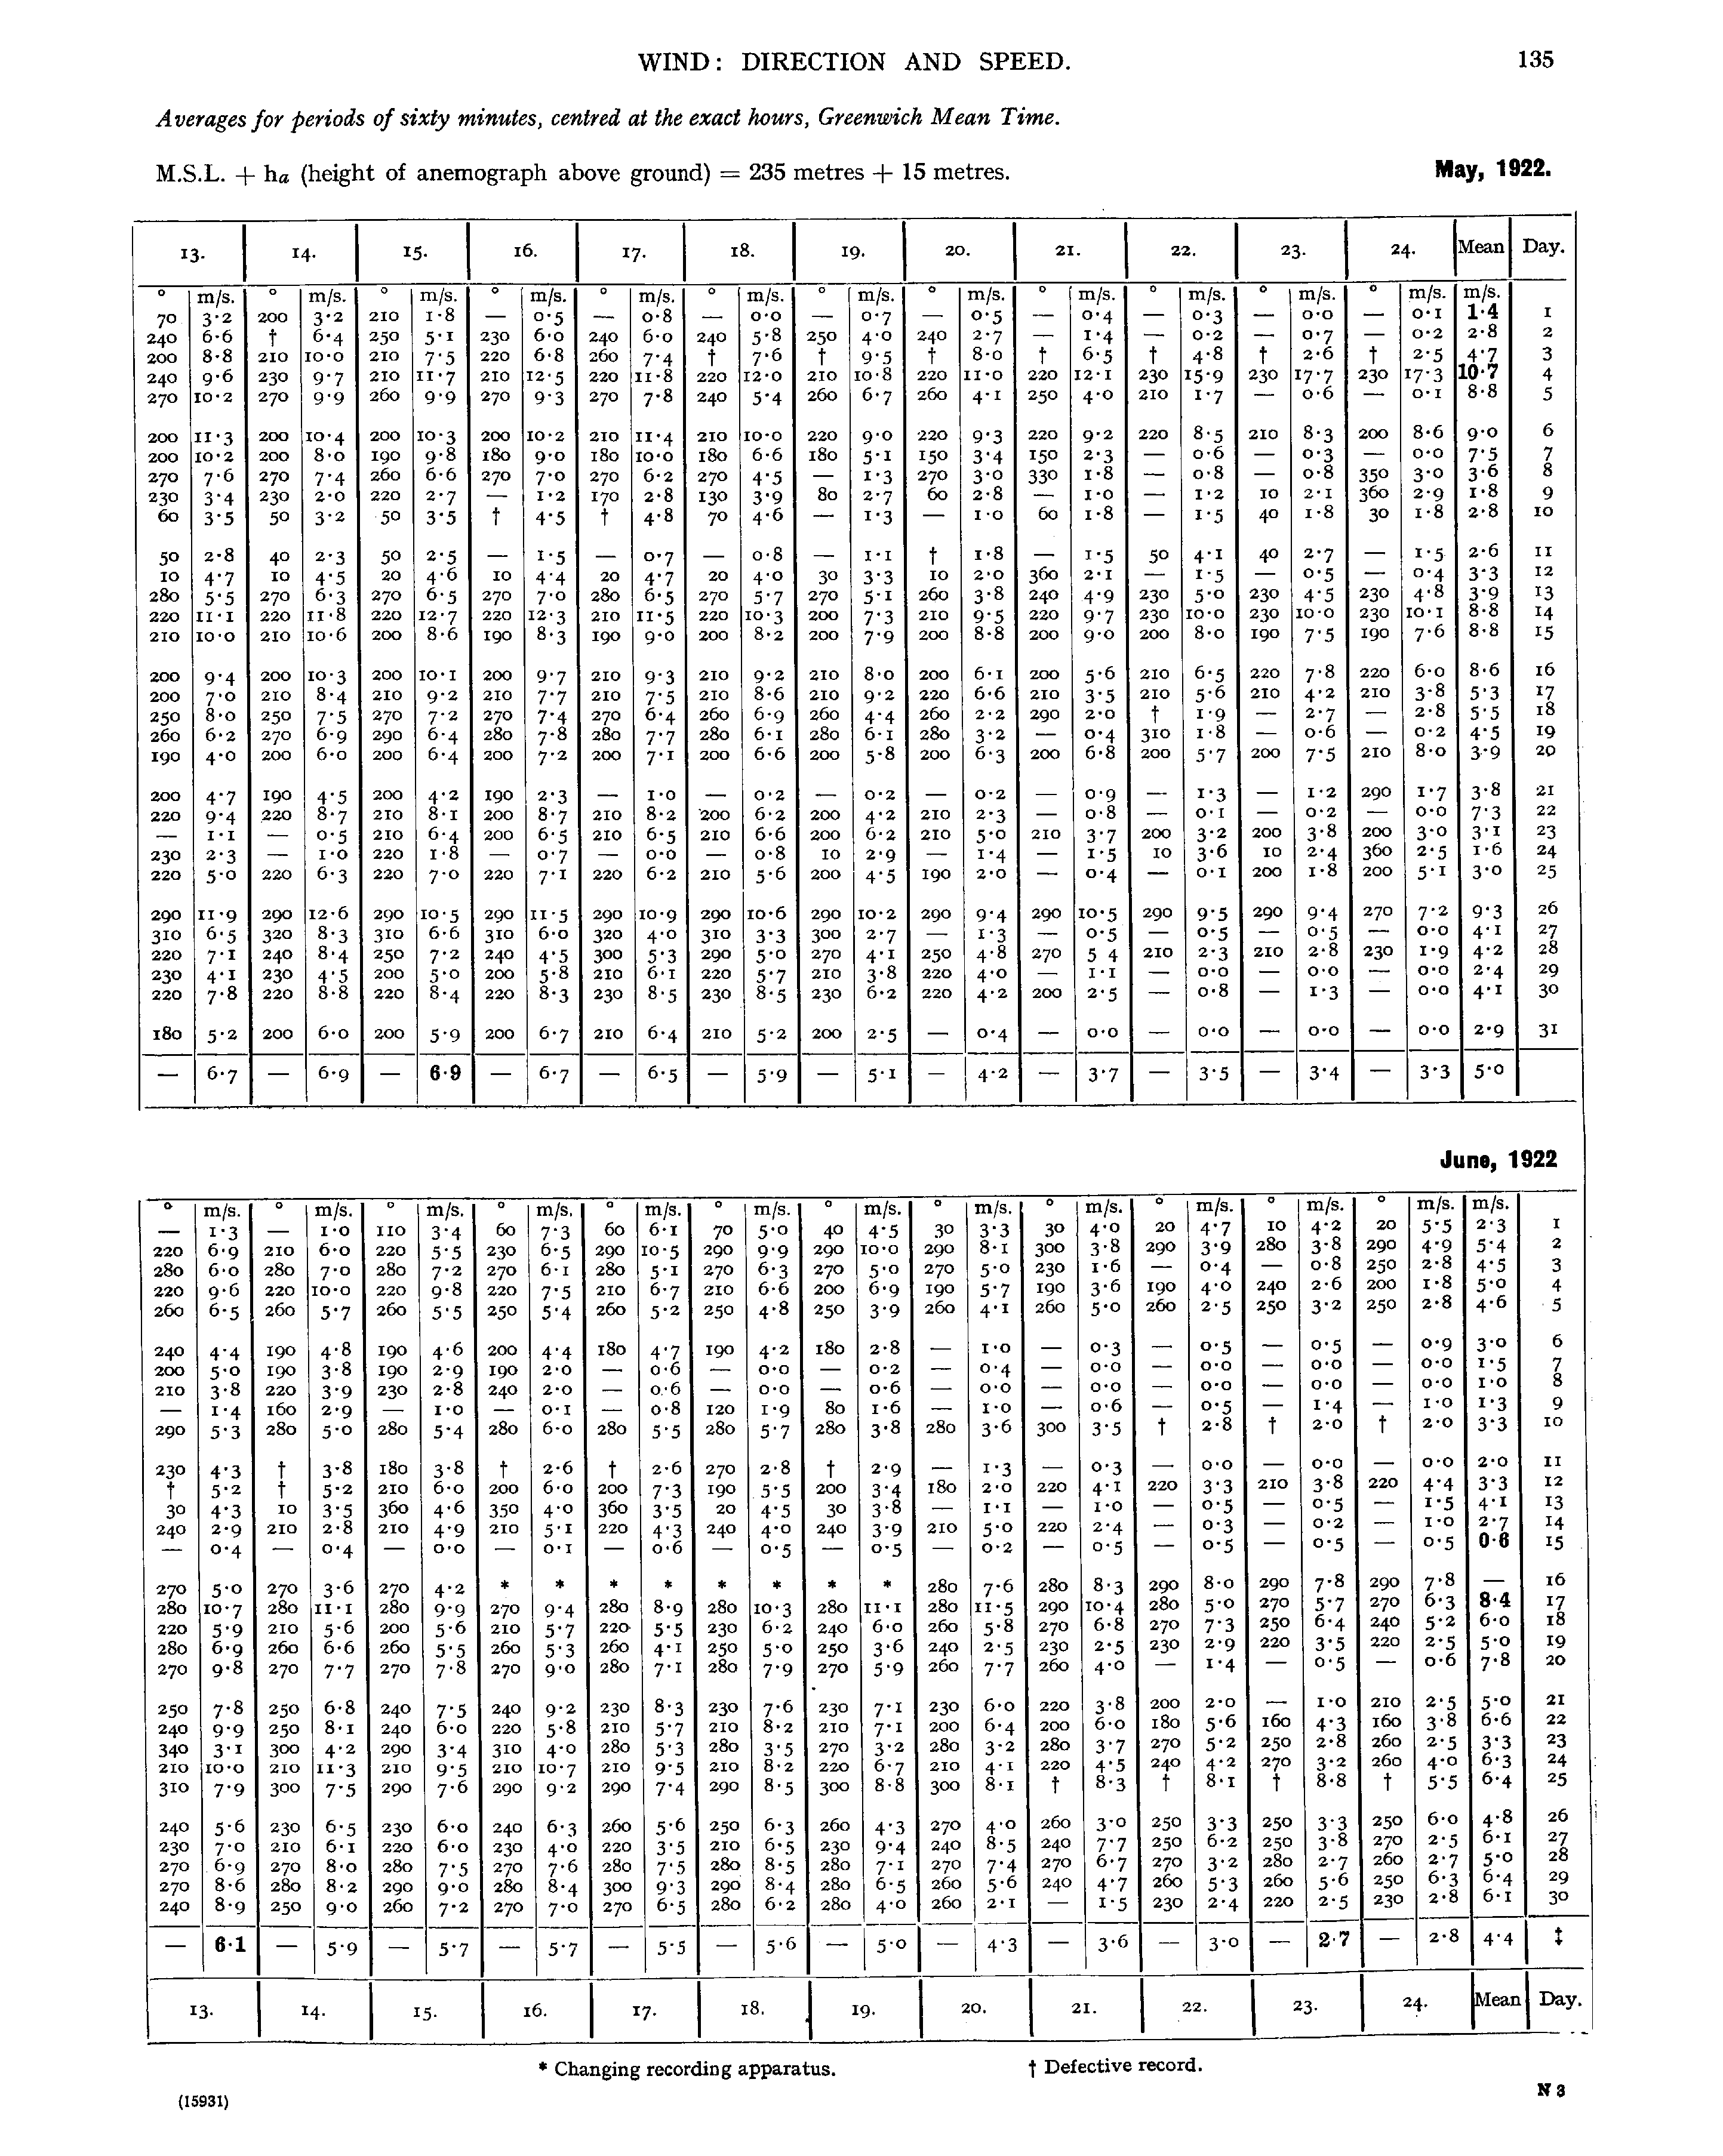 WIND: DIRECTION AND SPEED. 135
Averages for periods of sixty minutes, centred at the exact hours, Greenwich Mean Time.
M.S.L. + ha (height of anemograph above ground) = 235 metres + 15 metres. May, 1922.
13. 14. 15. 16. 17. 18. 19. 20. 21. 22. 23. 24. Mean Day.
° m/s. ° m/s. ° m/s. ° m/s. ° m/s. ° m/s. ° m/s. ° m/s. ° m/s. ° m/s. ° m/s. ° m/s. m/s.
70 3·2 200 3·2 210 1·8 — 0·5 — 0·8 — 0·0 — 0·7 — 0·5 — 0·4 — 0·3 — 0·0 — 0·1 1·4 1
240 6·6 † 6·4 250 5·1 230 6·0 240 6·0 240 5·8 250 4·0 240 2·7 — 1·4 — 0·2 — 0·7 — 0·2 2·8 2
200 8·8 210 10·0 210 7·5 220 6·8 260 7·4 † 7·6 † 9·5 † 8·0 † 6·5 † 4·8 † 2·6 † 2·5 4·7 3
240 9·6 230 9·7 210 11·7 210 12·5 220 11·8 220 12·0 210 10·8 220 11·0 220 12·1 230 15·9 230 17·7 230 17·3 10·7 4
270 10·2 270 9·9 260 9·9 270 9·3 270 7·8 240 5·4 260 6·7 260 4·1 250 4·0 210 1·7 — 0·6 — 0·1 8·8 5
200 11·3 200 10·4 200 10·3 200 10·2 210 11·4 210 10·0 220 9·0 220 9·3 220 9·2 220 8·5 210 8·3 200 8·6 9·0 6
200 10·2 200 8·0 190 9·8 180 9·0 180 10·0 180 6·6 180 5·1 150 3·4 150 2·3 — 0·6 — 0·3 — 0·0 7·5 7
270 7·6 270 7·4 260 6·6 270 7·0 270 6·2 270 4·5 — 1·3 270 3·0 330 1·8 — 0·8 — 0·8 350 3·0 3·6 8
230 3·4 230 2·0 220 2·7 — 1·2 170 2·8 130 3·9 80 2·7 60 2·8 — 1·0 — 1·2 10 2·1 360 2·9 1·8 9
60 3·5 50 3·2 50 3·5 † 4·5 † 4·8 70 4·6 — 1·3 — 1·0 60 1·8 — 1·5 40 1·8 30 1·8 2·8 10
50 2·8 40 2·3 50 2·5 — 1·5 — 0·7 — 0·8 — 1·1 † 1·8 — 1·5 50 4·1 40 2·7 — 1·5 2·6 11
10 4·7 10 4·5 20 4·6 10 4·4 20 4·7 20 4·0 30 3·3 10 2·0 360 2·1 — 1·5 — 0·5 — 0·4 3·3 12
280 5·5 270 6·3 270 6·5 270 7·0 280 6·5 270 5·7 270 5·1 260 3·8 240 4·9 230 5·0 230 4·5 230 4·8 3·9 13
220 11·1 220 11·8 220 12·7 220 12·3 210 11·5 220 10·3 200 7·3 210 9·5 220 9·7 230 10·0 230 10·0 230 10·1 8·8 14
210 10·0 210 10·6 200 8·6 190 8·3 190 9·0 200 8·2 200 7·9 200 8·8 200 9·0 200 8·0 190 7·5 190 7·6 8·8 15
200 9·4 200 10·3 200 10·1 200 9·7 210 9·3 210 9·2 210 8·0 200 6·1 200 5·6 210 6·5 220 7·8 220 6·0 8·6 16
200 7·0 210 8·4 210 9·2 210 7·7 210 7·5 210 8·6 210 9·2 220 6·6 210 3·5 210 5·6 210 4·2 210 3·8 5·3 17
250 8·0 250 7·5 270 7·2 270 7·4 270 6·4 260 6·9 260 4·4 260 2·2 290 2·0 † 1·9 — 2·7 — 2·8 5·5 18
260 6·2 270 6·9 290 6·4 280 7·8 280 7·7 280 6·1 280 6·1 280 3·2 — 0·4 310 1·8 — 0·6 — 0·2 4·5 19
190 4·0 200 6·0 200 6·4 200 7·2 200 7·1 200 6·6 200 5·8 200 6·3 200 6·8 200 5·7 200 7·5 210 8·0 3·9 20
200 4·7 190 4·5 200 4·2 190 2·3 — 1·0 — 0·2 — 0·2 — 0·2 — 0·9 — 1·3 — 1·2 290 1·7 3·8 21
220 9·4 220 8·7 210 8·1 200 8·7 210 8·2 200 6·2 200 4·2 210 2·3 — 0·8 — 0·1 — 0·2 — 0·0 7·3 22
— 1·1 — 0·5 210 6·4 200 6·5 210 6·5 210 6·6 200 6·2 210 5·0 210 3·7 200 3·2 200 3·8 200 3·0 3·1 23
230 2·3 — 1·0 220 1·8 — 0·7 — 0·0 — 0·8 10 2·9 — 1·4 — 1·5 10 3·6 10 2·4 360 2·5 1·6 24
220 5·0 220 6·3 220 7·0 220 7·1 220 6·2 210 5·6 200 4·5 190 2·0 — 0·4 — 0·1 200 1·8 200 5·1 3·0 25
290 11·9 290 12·6 290 10·5 290 11·5 290 10·9 290 10·6 290 10·2 290 9·4 290 10·5 290 9·5 290 9·4 270 7·2 9·3 26
310 6·5 320 8·3 310 6·6 310 6·0 320 4·0 310 3·3 300 2·7 — 1·3 — 0·5 — 0·5 — 0·5 — 0·0 4·1 27
220 7·1 240 8·4 250 7·2 240 4·5 300 5·3 290 5·0 270 4·1 250 4·8 270 5 4 210 2·3 210 2·8 230 1·9 4·2 28
230 4·1 230 4·5 200 5·0 200 5·8 210 6·1 220 5·7 210 3·8 220 4·0 — 1·1 — 0·0 — 0·0 — 0·0 2·4 29
220 7·8 220 8·8 220 8·4 220 8·3 230 8·5 230 8·5 230 6·2 220 4·2 200 2·5 — 0·8 — 1·3 — 0·0 4·1 30
180 5·2 200 6·0 200 5·9 200 6·7 210 6·4 210 5·2 200 2·5 — 0·4 — 0·0 — 0·0 — 0·0 — 0·0 2·9 31
— 6·7 — 6·9 — 6·9 — 6·7 — 6·5 — 5·9 — 5·1 — 4·2 — 3·7 — 3·5 — 3·4 — 3·3 5·0
June, 1922
° m/s. ° m/s. ° m/s. ° m/s. ° m/s. ° m/s. ° m/s. ° m/s. ° m/s. ° m/s. ° m/s. ° m/s. m/s.
— 1·3 — 1·0 110 3·4 60 7·3 60 6·1 70 5·0 40 4·5 30 3·3 30 4·0 20 4·7 10 4·2 20 5·5 2·3 1
220 6·9 210 6·0 220 5·5 230 6·5 290 10·5 290 9·9 290 10·0 290 8·1 300 3·8 290 3·9 280 3·8 290 4·9 5·4 2
280 6·0 280 7·0 280 7·2 270 6·1 280 5·1 270 6·3 270 5·0 270 5·0 230 1·6 — 0·4 — 0·8 250 2·8 4·5 3
220 9·6 220 10·0 220 9·8 220 7·5 210 6·7 210 6·6 200 6·9 190 5·7 190 3·6 190 4·0 240 2·6 200 1·8 5·0 4
260 6·5 260 5·7 260 5·5 250 5·4 260 5·2 250 4·8 250 3·9 260 4·1 260 5·0 260 2·5 250 3·2 250 2·8 4·6 5
240 4·4 190 4·8 190 4·6 200 4·4 180 4·7 190 4·2 180 2·8 — 1·0 — 0·3 — 0·5 — 0·5 — 0·9 3·0 6
200 5·0 190 3·8 190 2·9 190 2·0 — 0·6 — 0·0 — 0·2 — 0·4 — 0·0 — 0·0 — 0·0 — 0·0 1·5 7
210 3·8 220 3·9 230 2·8 240 2·0 — 0·6 — 0·0 — 0·6 — 0·0 — 0·0 — 0·0 — 0·0 — 0·0 1·0 8
— 1·4 160 2·9 — 1·0 — 0·1 — 0·8 120 1·9 80 1·6 — 1·0 — 0·6 — 0·5 — 1·4 — 1·0 1·3 9
290 5·3 280 5·0 280 5·4 280 6·0 280 5·5 280 5·7 280 3·8 280 3·6 300 3·5 † 2·8 † 2·0 † 2·0 3·3 10
230 4·3 † 3·8 180 3·8 † 2·6 † 2·6 270 2·8 † 2·9 — 1·3 — 0·3 — 0·0 — 0·0 — 0·0 2·0 11
† 5·2 † 5·2 210 6·0 200 6·0 200 7·3 190 5·5 200 3·4 180 2·0 220 4·1 220 3·3 210 3·8 220 4·4 3·3 12
30 4·3 10 3·5 360 4·6 350 4·0 360 3·5 20 4·5 30 3·8 — 1·1 — 1·0 — 0·5 — 0·5 — 1·5 4·1 13
240 2·9 210 2·8 210 4·9 210 5·1 220 4·3 240 4·0 240 3·9 210 5·0 220 2·4 — 0·3 — 0·2 — 1·0 2·7 14
— 0·4 — 0·4 — 0·0 — 0·1 — 0·6 — 0·5 — 0·5 — 0·2 — 0·5 — 0·5 — 0·5 — 0·5 0·6 15
270 5·0 270 3·6 270 4·2 * * * * * * * * 280 7·6 280 8·3 290 8·0 290 7·8 290 7·8 — 16
280 10·7 280 11·1 280 9·9 270 9·4 280 8·9 280 10·3 280 11·1 280 11·5 290 10·4 280 5·0 270 5·7 270 6·3 8·4 17
220 5·9 210 5·6 200 5·6 210 5·7 220 5·5 230 6·2 240 6·0 260 5·8 270 6·8 270 7·3 250 6·4 240 5·2 6·0 18
280 6·9 260 6·6 260 5·5 260 5·3 260 4·1 250 5·0 250 3·6 240 2·5 230 2·5 230 2·9 220 3·5 220 2·5 5·0 19
270 9·8 270 7·7 270 7·8 270 9·0 280 7·1 280 7·9 270 5·9 260 7·7 260 4·0 — 1·4 — 0·5 — 0·6 7·8 20
250 7·8 250 6·8 240 7·5 240 9·2 230 8·3 230 7·6 230 7·1 230 6·0 220 3·8 200 2·0 — 1·0 210 2·5 5·0 21
240 9·9 250 8·1 240 6·0 220 5·8 210 5·7 210 8·2 210 7·1 200 6·4 200 6·0 180 5·6 160 4·3 160 3·8 6·6 22
340 3·1 300 4·2 290 3·4 310 4·0 280 5·3 280 3·5 270 3·2 280 3·2 280 3·7 270 5·2 250 2·8 260 2·5 3·3 23
210 10·0 210 11·3 210 9·5 210 10·7 210 9·5 210 8·2 220 6·7 210 4·1 220 4·5 240 4·2 270 3·2 260 4·0 6·3 24
310 7·9 300 7·5 290 7·6 290 9·2 290 7·4 290 8·5 300 8·8 300 8·1 † 8·3 † 8·1 † 8·8 † 5·5 6·4 25
240 5·6 230 6·5 230 6·0 240 6·3 260 5·6 250 6·3 260 4·3 270 4·0 260 3·0 250 3·3 250 3·3 250 6·0 4·8 26
230 7·0 210 6·1 220 6·0 230 4·0 220 3·5 210 6·5 230 9·4 240 8·5 240 7·7 250 6·2 250 3·8 270 2·5 6·1 27
270 6·9 270 8·0 280 7·5 270 7·6 280 7·5 280 8·5 280 7·1 270 7·4 270 6·7 270 3·2 280 2·7 260 2·7 5·0 28
270 8·6 280 8·2 290 9·0 280 8·4 300 9·3 290 8·4 280 6·5 260 5·6 240 4·7 260 5·3 260 5·6 250 6·3 6·4 29
240 8·9 250 9·0 260 7·2 270 7·0 270 6·5 280 6·2 280 4·0 260 2·1 — 1·5 230 2·4 220 2·5 230 2·8 6·1 30
— 6·1 — 5·9 — 5·7 — 5·7 — 5·5 — 5·6 — 5·0 — 4·3 — 3·6 — 3·0 — 2·7 — 2·8 4·4 ‡
13. 14. 15. 16. 17. 18. 19. 20. 21. 22. 23. 24. Mean Day.
* Changing recording apparatus. † Defective record.
(15931) N 3